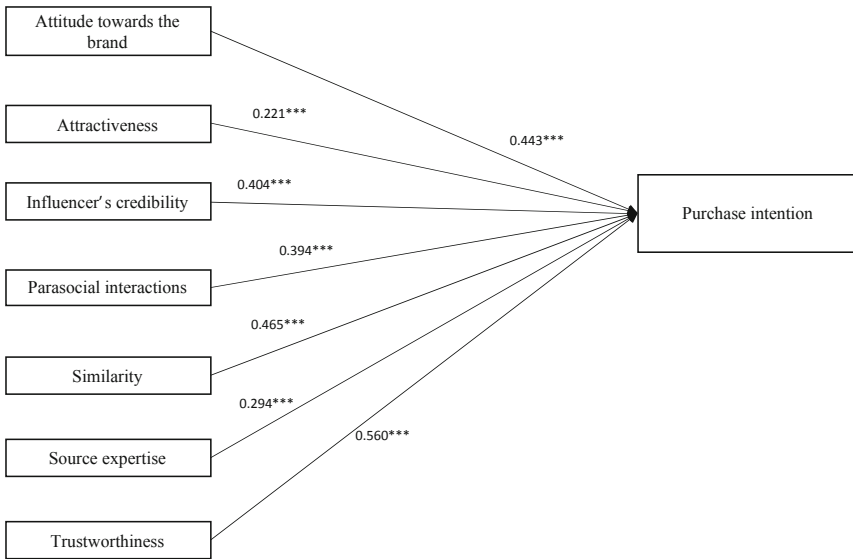 Attitude towards the
brand
0.443***
Attractiveness
0.221***
Influencer's credibility
0.404***
Parasocial interactions
0.394***
Similarity
0.465***
Source expertise
0.294***
Trustworthiness
0.560***
Purchase intention